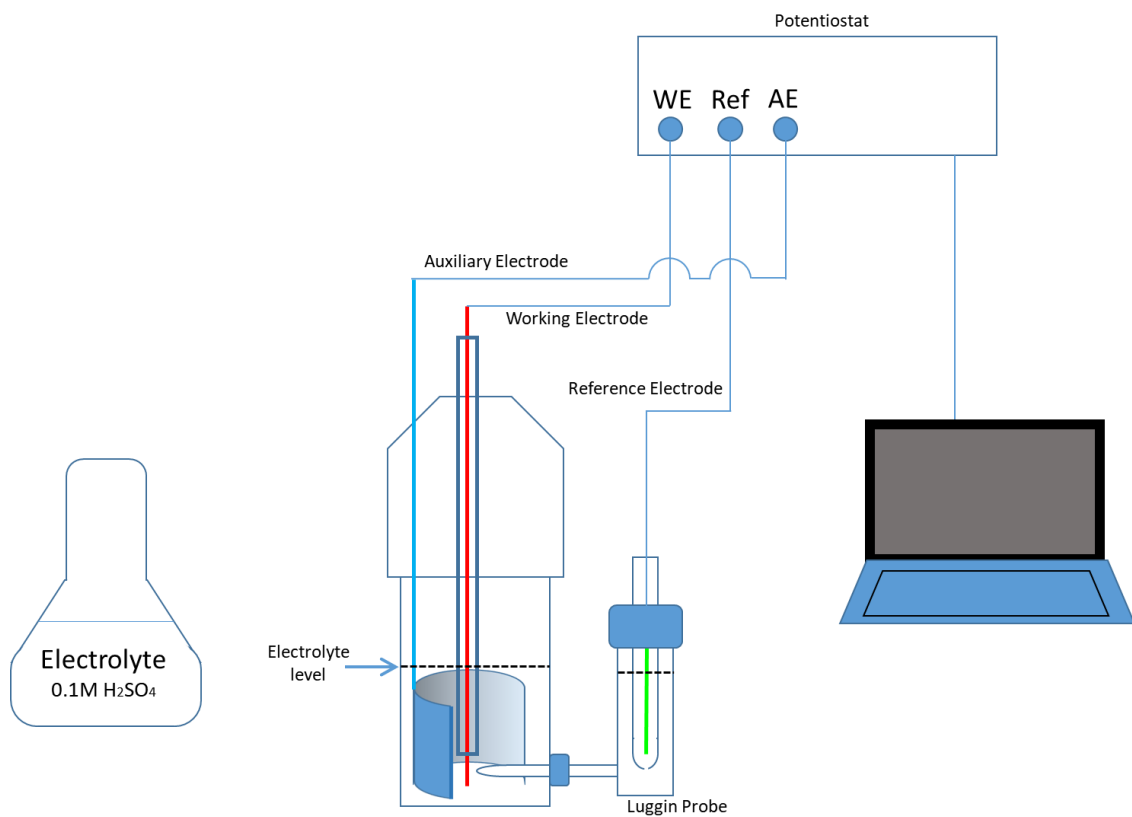 Potentiostat
WE Ref AE
Auxiliary Electrode
Working Electrode
Reference Electrode
Electrolyte
level
Electrolyte
0.1M H₂SO₄
Luggin Probe